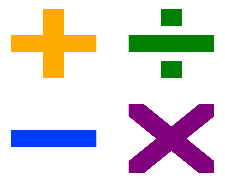 + ÷
− ×